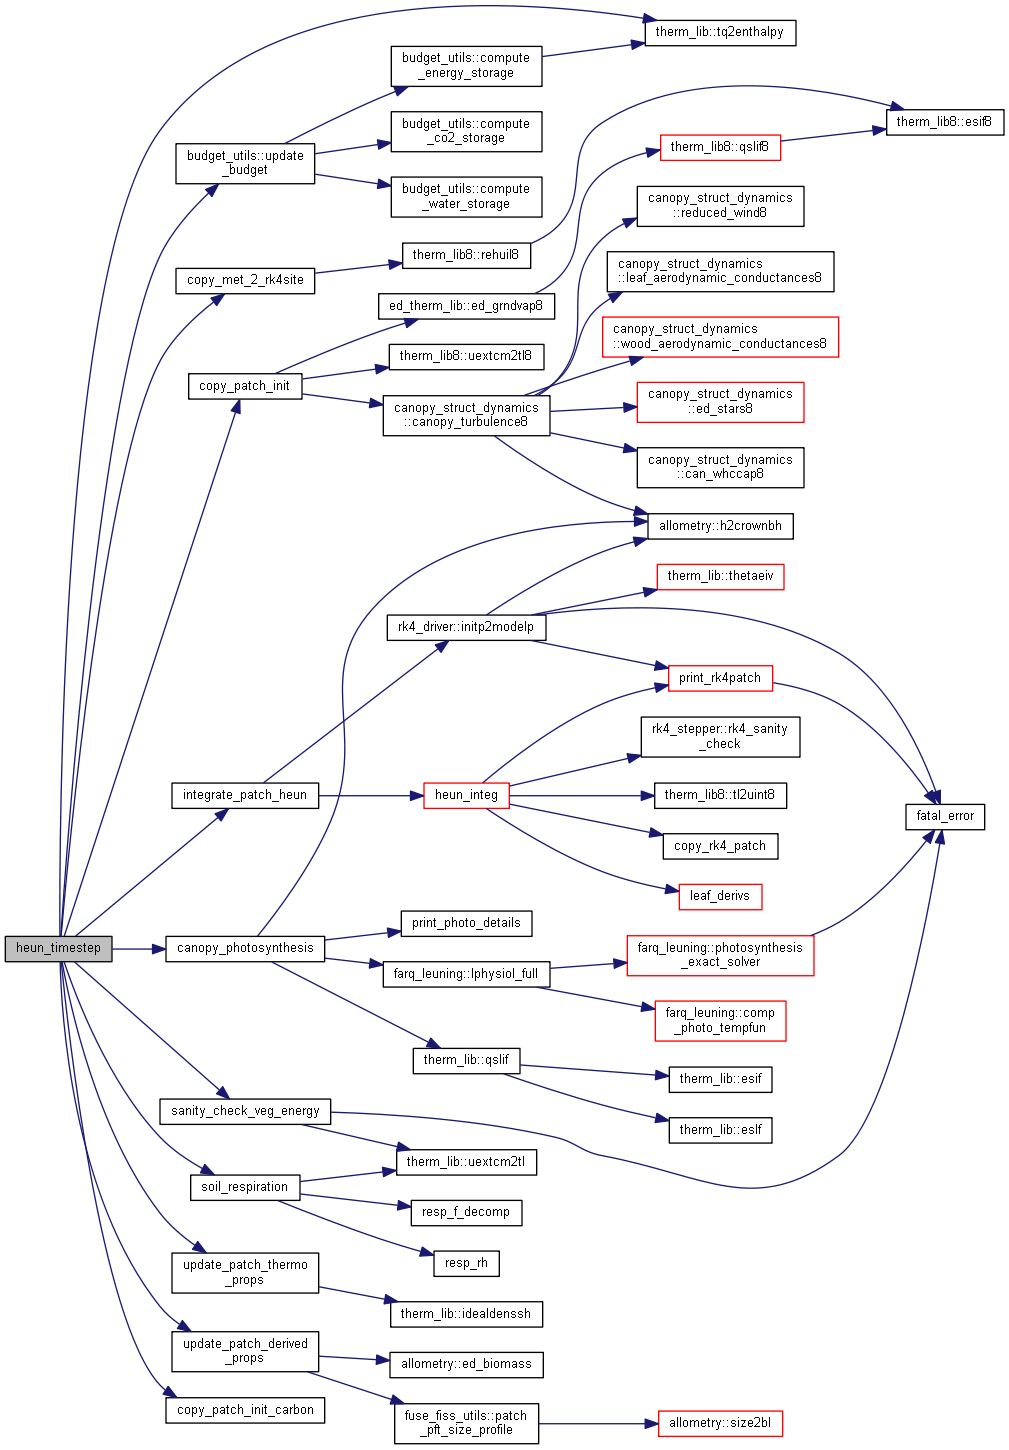 therm_lib::tq2enthalpy
budget_utils::compute
_energy_storage
therm_lib8::esif8
budget_utils::compute
_co2_storage
therm_lib8::qslif8
budget_utils::update
_budget
budget_utils::compute
_water_storage
canopy_struct_dynamics
::reduced_wind8
therm_lib8::rehuil8
copy_met_2_rk4site
canopy_struct_dynamics
::leaf_aerodynamic_conductances8
ed_therm_lib::ed_grndvap8
canopy_struct_dynamics
::wood_aerodynamic_conductances8
therm_lib8::uextcm2tl8
copy_patch_init
canopy_struct_dynamics
::ed_stars8
canopy_struct_dynamics
::canopy_turbulence8
canopy_struct_dynamics
::can_whccap8
allometry::h2crownbh
therm_lib::thetaeiv
rk4_driver::initp2modelp
print_rk4patch
rk4_stepper::rk4_sanity
_check
integrate_patch_heun
heun_integ
therm_lib8::tl2uint8
fatal_error
copy_rk4_patch
leaf_derivs
print_photo_details
heun_timestep
canopy_photosynthesis
farq_leuning::photosynthesis
_exact_solver
farq_leuning::lphysiol_full
farq_leuning::comp
_photo_tempfun
therm_lib::qslif
therm_lib::esif
sanity_check_veg_energy
therm_lib::eslf
therm_lib::uextcm2tl
soil_respiration
resp_f_decomp
resp_rh
update_patch_thermo
_props
therm_lib::idealdenssh
update_patch_derived
_props
allometry::ed_biomass
copy_patch_init_carbon
fuse_fiss_utils::patch
_pft_size_profile
allometry::size2bl